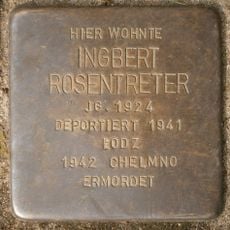 HIER WOHNTE
INGBERT
ROSENTRETER
JG. 1924
DEPORTIERT 1941
ŁODZ
1942 CHELMNO
ERMORDET